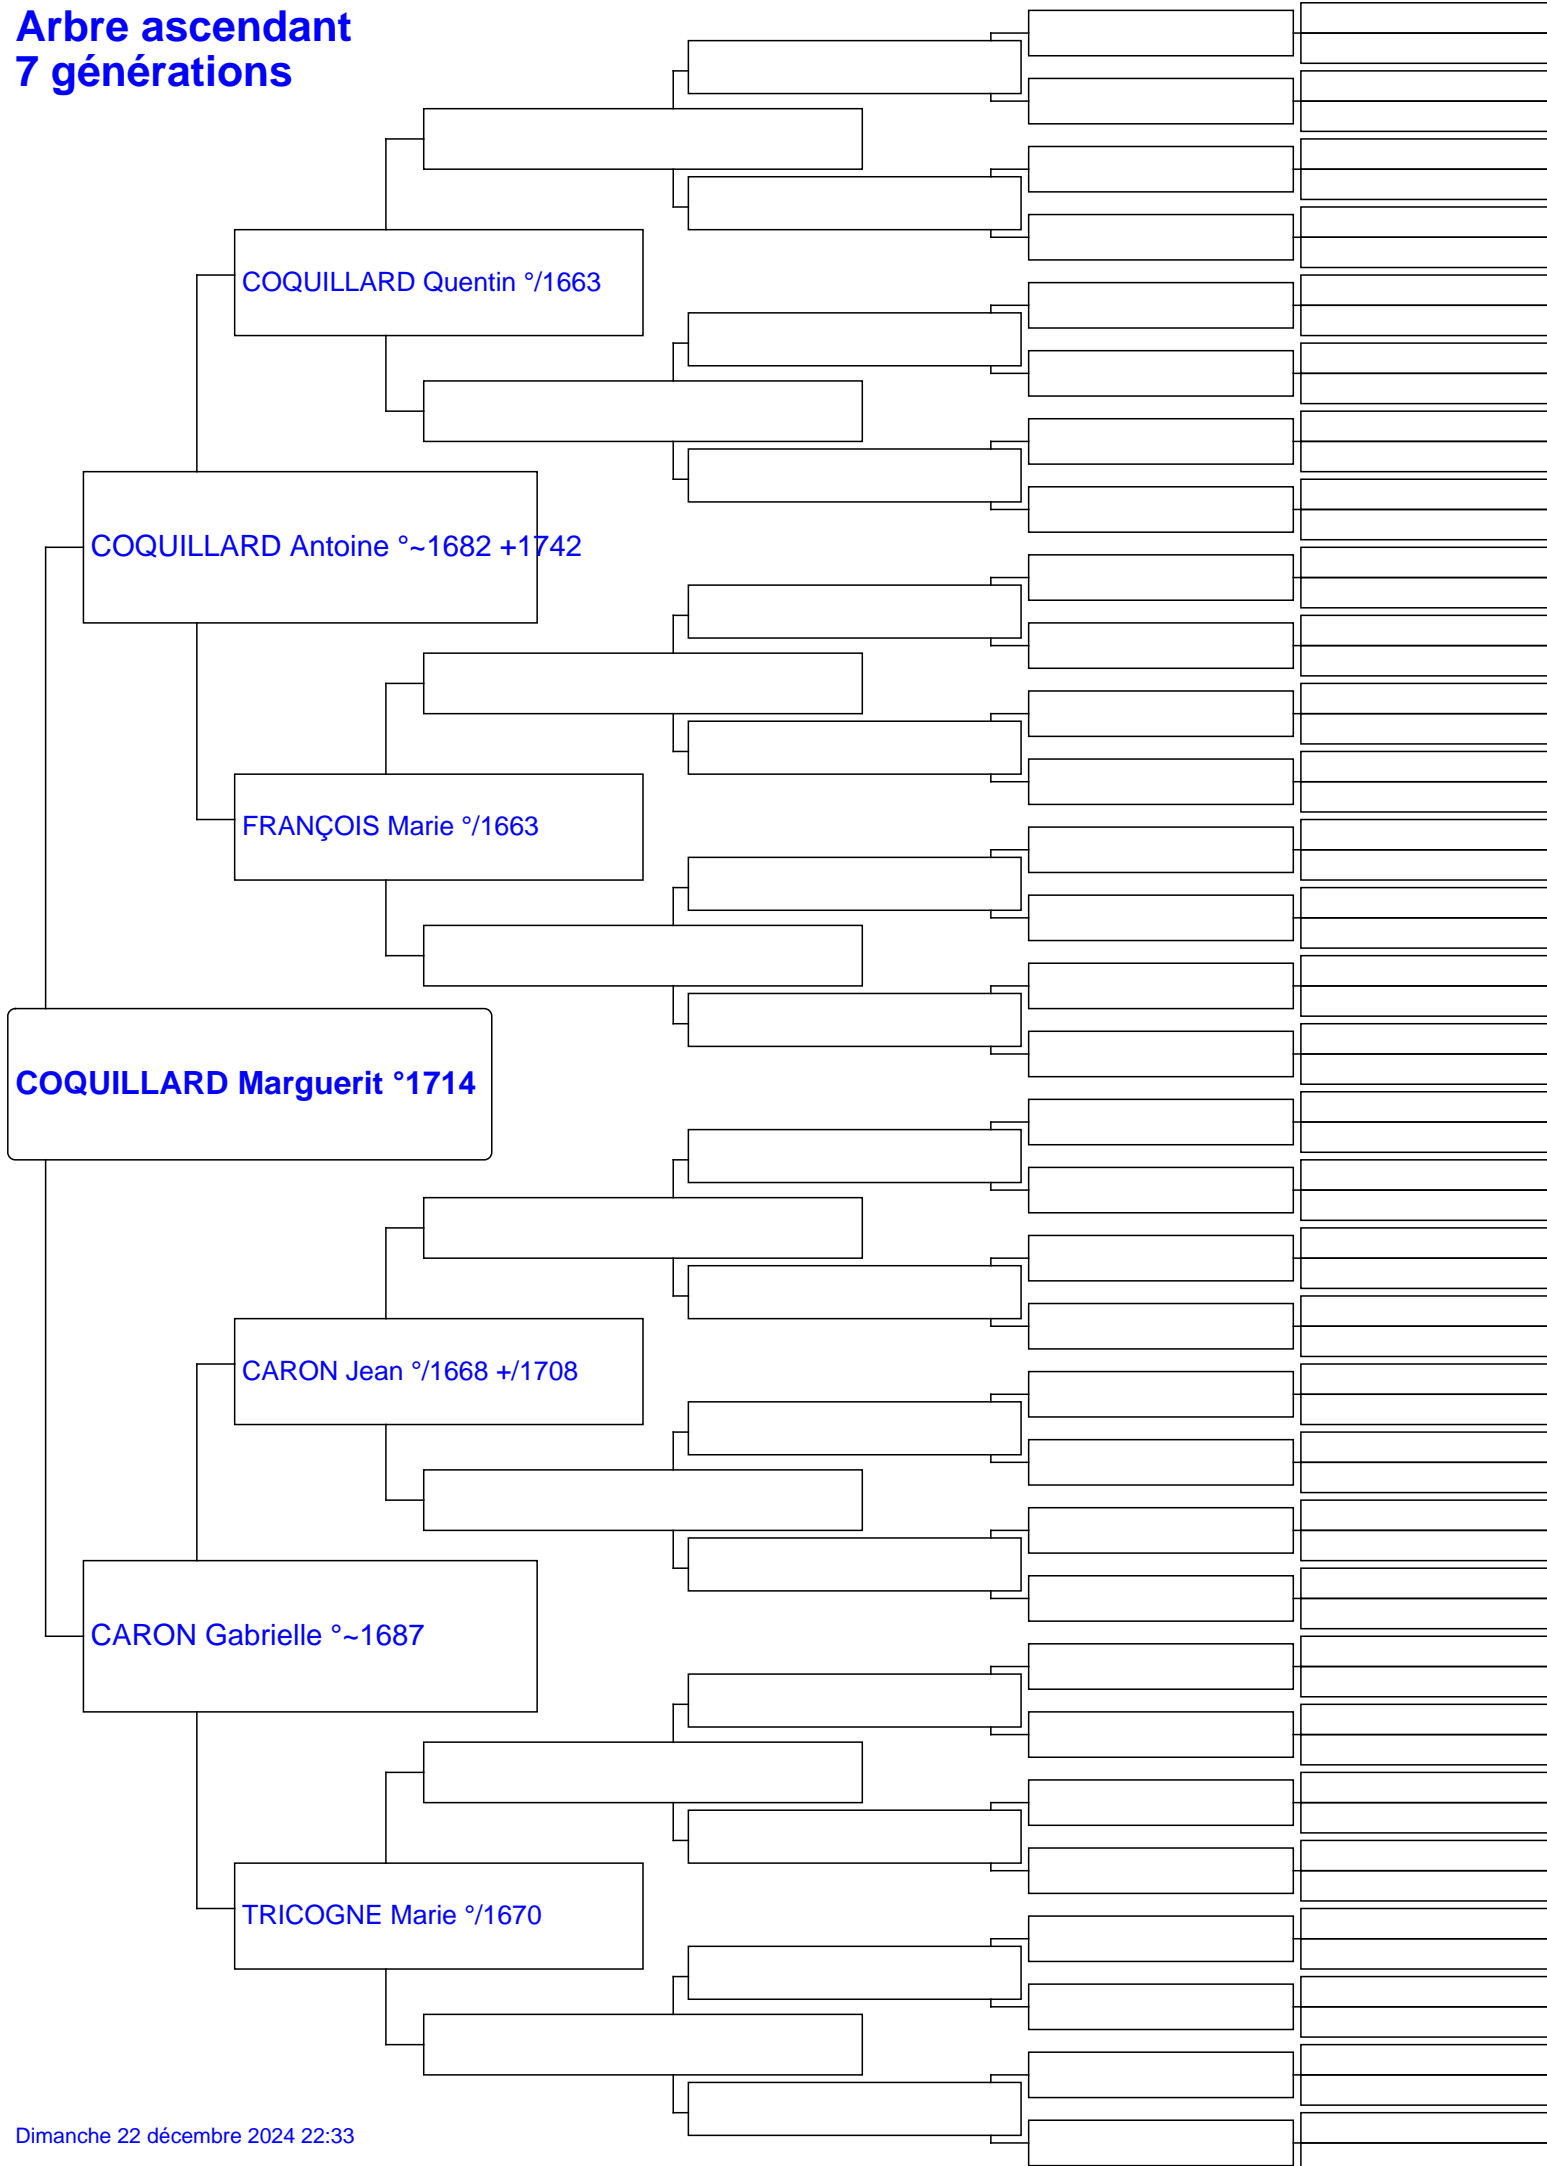 Arbre ascendant
7 générations
COQUILLARD Quentin °/1663
COQUILLARD Antoine °~1682 +1742
FRANÇOIS Marie °/1663
COQUILLARD Marguerit °1714
CARON Jean °/1668 +/1708
CARON Gabrielle °~1687
TRICOGNE Marie °/1670
Dimanche 22 décembre 2024 22:33